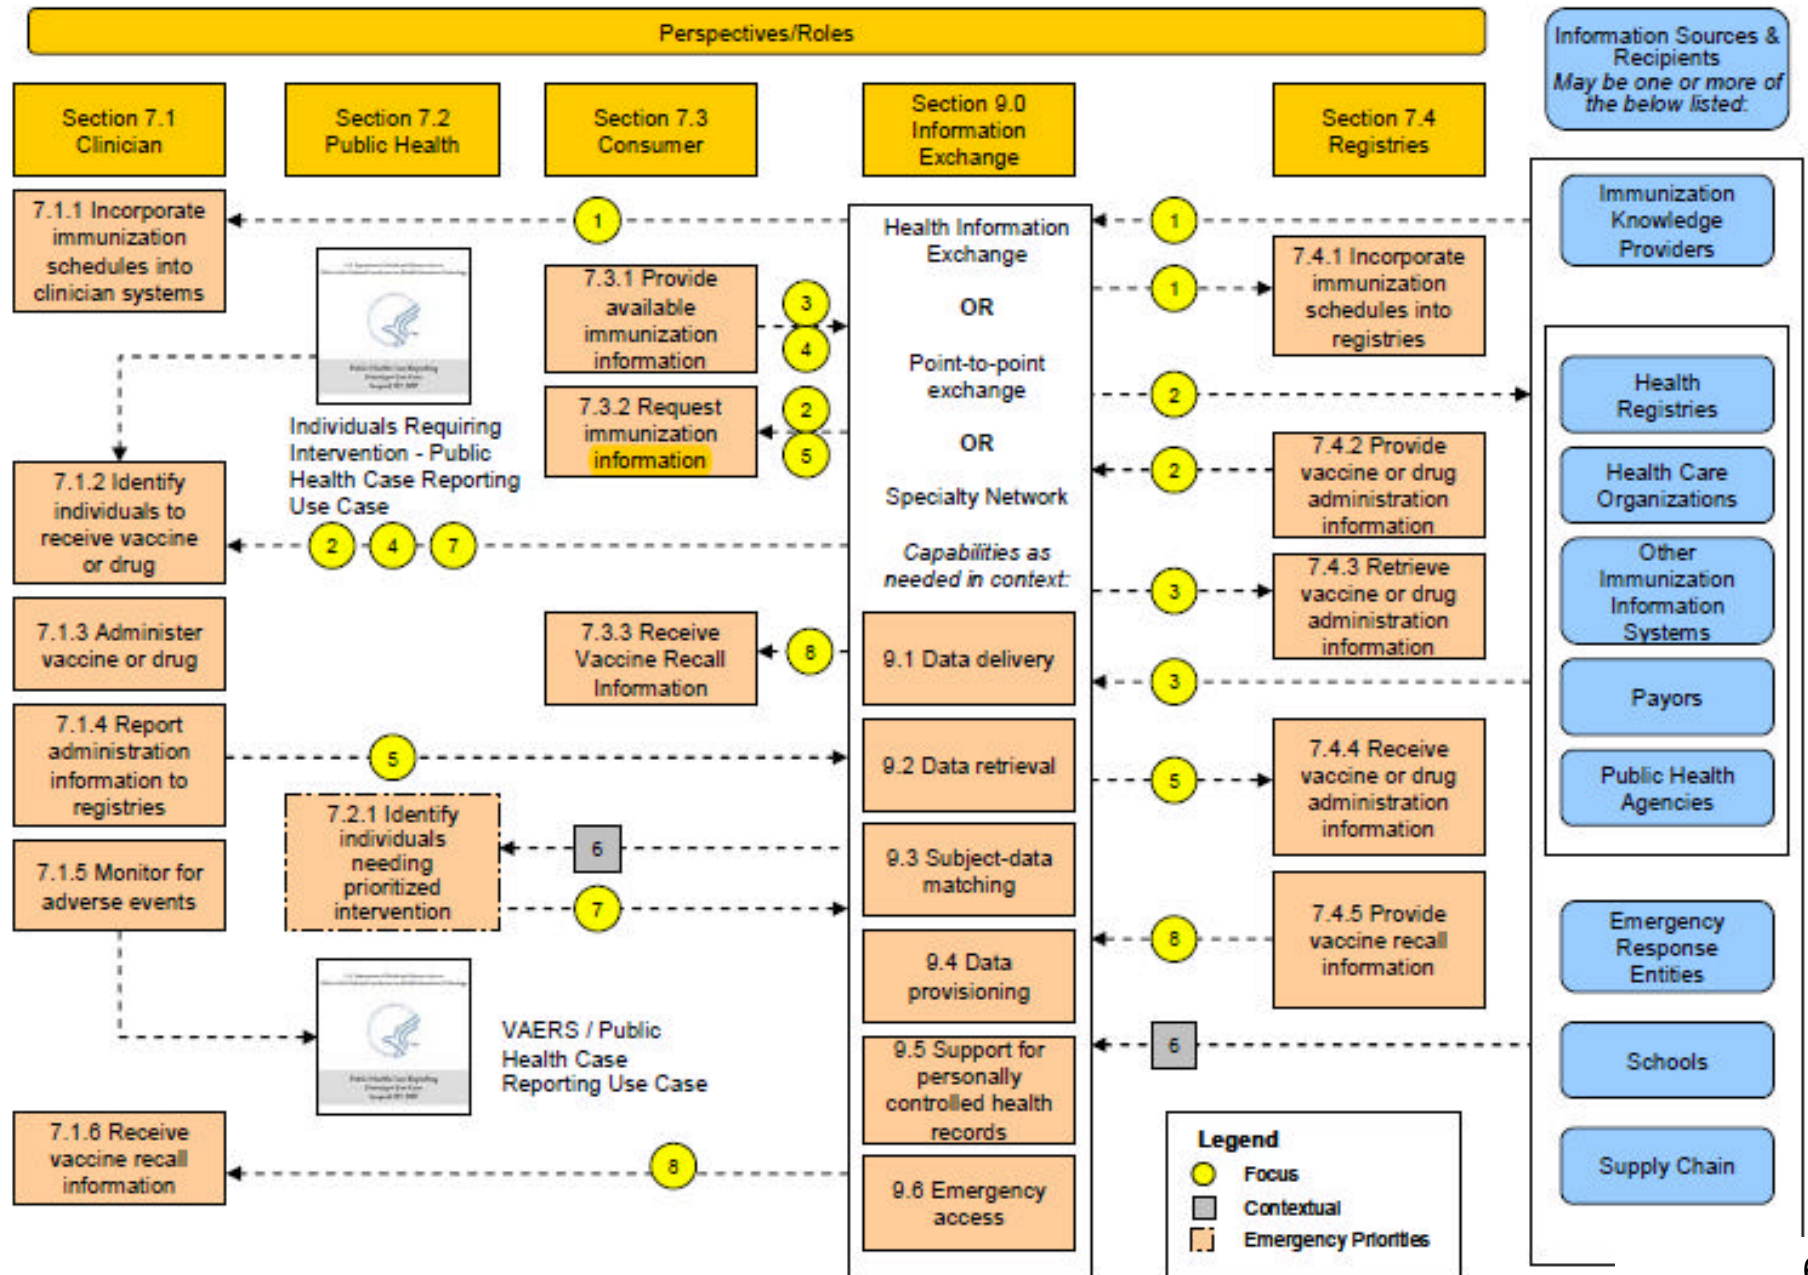 Perspectives/Roles
Information Sources &
Recipients
May be one or more of
the below listed:
Section 7.1
Clinician
Section 7.2
Public Health
Section 7.3
Consumer
Section 9.0
Information
Exchange
Section 7.4
Registries
7.1.1 Incorporate
immunization
schedules into
clinician systems
1
Health Information
Exchange
OR
Point-to-point
exchange
OR
Specialty Network
Capabilities as
needed in context:
1
Immunization
Knowledge
Providers
7.3.1 Provide
available
immunization
information
3
4
1
7.4.1 Incorporate
immunization
schedules into
registries
7.3.2 Request
immunization
information
2
5
2
Health
Registries
Individuals Requiring
Intervention - Public
Health Case Reporting
Use Case
7.1.2 Identify
individuals to
receive vaccine
or drug
2
4
7
2
7.4.2 Provide
vaccine or drug
administration
information
Health Care
Organizations
3
7.4.3 Retrieve
vaccine or drug
administration
information
Other
Immunization
Information
Systems
7.1.3 Administer
vaccine or drug
7.3.3 Receive
Vaccine Recall
Information
8
9.1 Data delivery
3
Payors
7.1.4 Report
administration
information to
registries
5
9.2 Data retrieval
5
7.4.4 Receive
vaccine or drug
administration
information
Public Health
Agencies
7.2.1 Identify
individuals
needing
prioritized
intervention
6
7
9.3 Subject-data
matching
7.1.5 Monitor for
adverse events
8
7.4.5 Provide
vaccine recall
information
Emergency
Response
Entities
9.4 Data
provisioning
VAERS / Public
Health Case
Reporting Use Case
9.5 Support for
personally
controlled health
records
6
Schools
7.1.6 Receive
vaccine recall
information
8
9.6 Emergency
access
Legend
Focus
Contextual
Emergency Priorities
Supply Chain